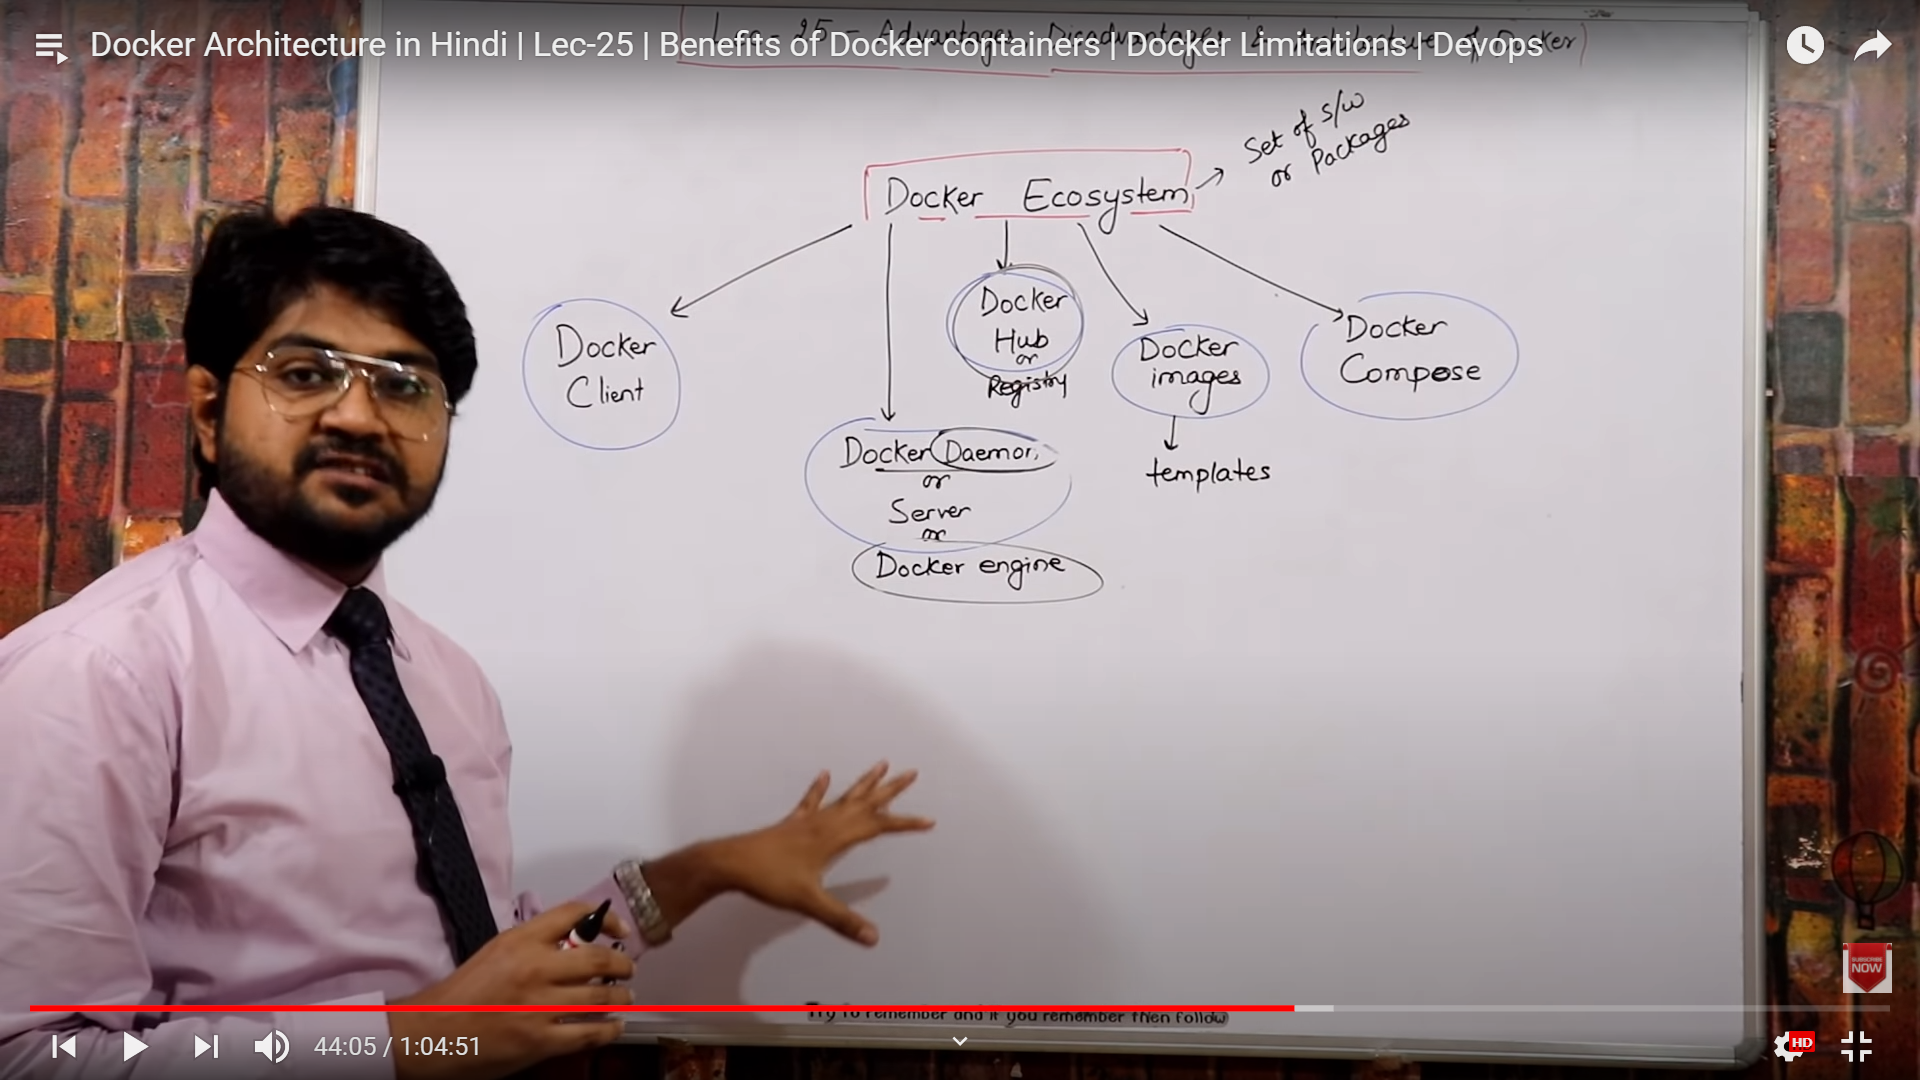 Docker Architecture in Hindi | Lec-25 | Benefits of Docker containers | Docker Limitations | Devops
Lec - 25 - Advantages, Disadvantages & Architecture of Docker
Set of S/W
or Packages
Docker Ecosystem
Docker
Client
Docker
Hub
or
Registry
Docker
images
templates
Docker
Compose
Docker Daemon
or
Server
or
Docker engine
SUBSCRIBE
NOW
Try to remember and if you remember then follow
44:05 / 1:04:51
HD